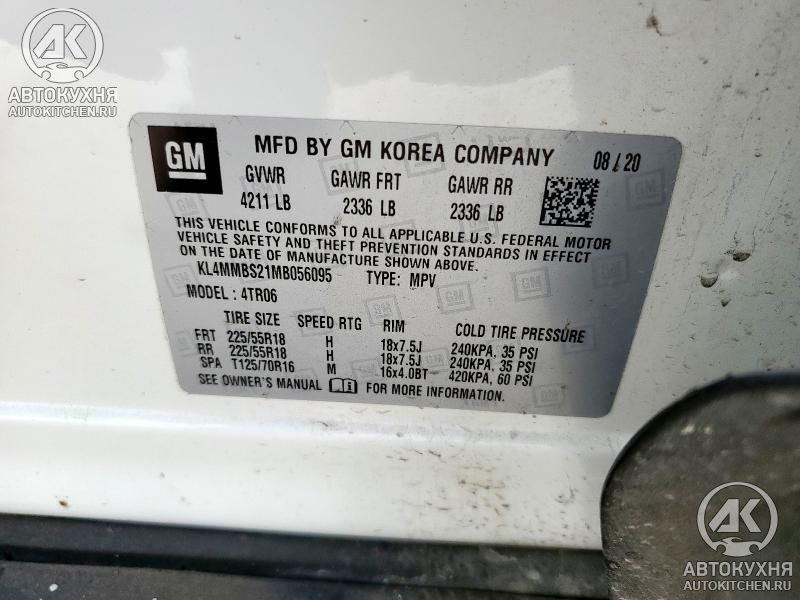 AK
АВТОКУХНЯ
AUTOKITCHEN.RU
GM MFD BY GM KOREA COMPANY 08 / 20
GVWR GAWR FRT GAWR RR
4211 LB 2336 LB 2336 LB
THIS VEHICLE CONFORMS TO ALL APPLICABLE U.S. FEDERAL MOTOR
VEHICLE SAFETY AND THEFT PREVENTION STANDARDS IN EFFECT
ON THE DATE OF MANUFACTURE SHOWN ABOVE.
KL4MMBS21MB056095 TYPE: MPV
MODEL : 4TR06
TIRE SIZE SPEED RTG RIM COLD TIRE PRESSURE
FRT 225/55R18 H 18x7.5J 240KPA, 35 PSI
RR 225/55R18 H 18x7.5J 240KPA, 35 PSI
SPA T125/70R16 M 16x4.0BT 420KPA, 60 PSI
SEE OWNER'S MANUAL FOR MORE INFORMATION.
AK
АВТОКУХНЯ
AUTOKITCHEN.RU